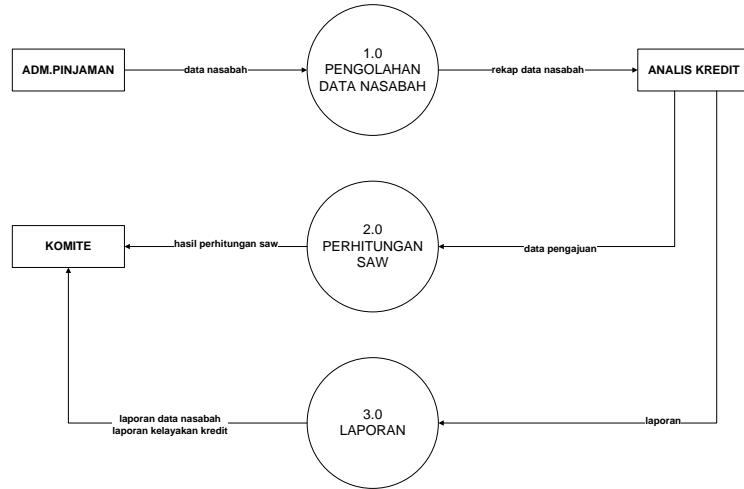 ADM.PINJAMAN
data nasabah
1.0
PENGOLAHAN
DATA NASABAH
rekap data nasabah
ANALIS KREDIT
KOMITE
hasil perhitungan saw
2.0
PERHITUNGAN
SAW
data pengajuan
laporan data nasabah
laporan kelayakan kredit
3.0
LAPORAN
laporan